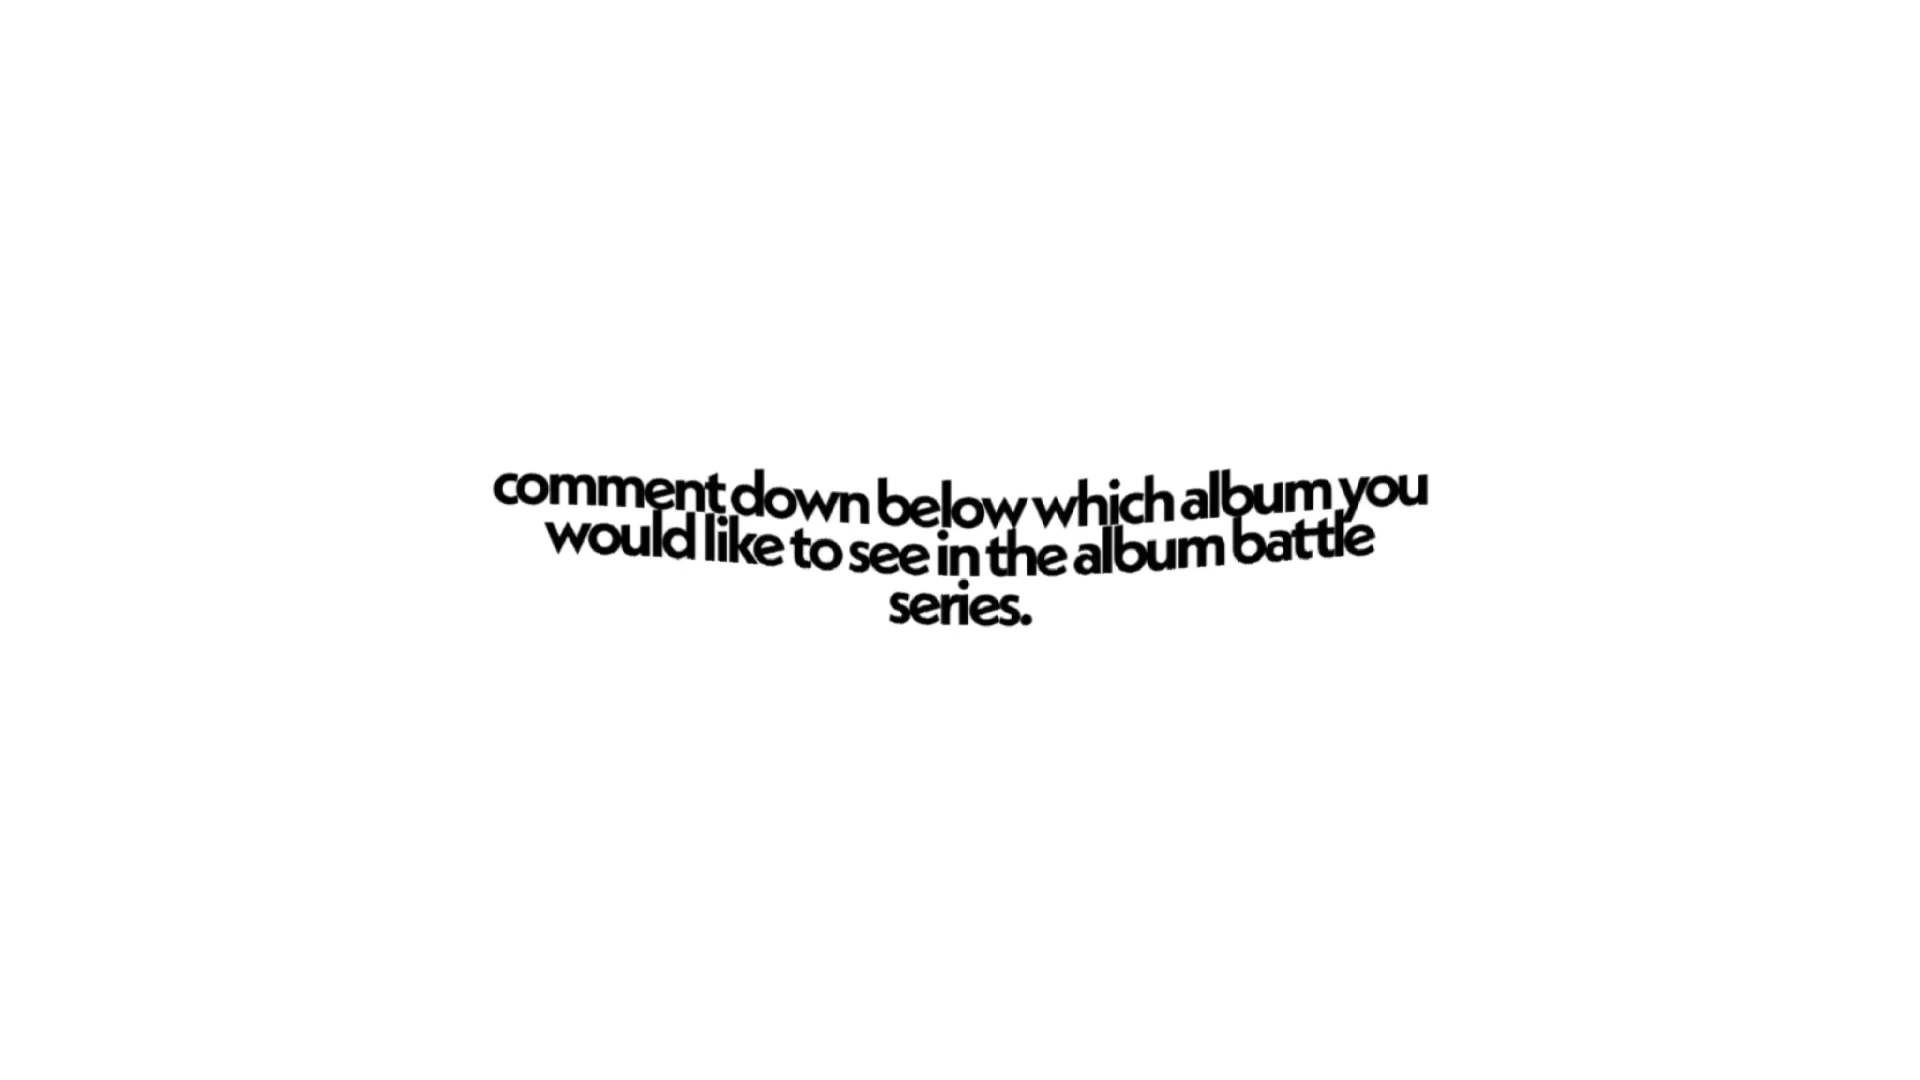 comment down below which album you
would like to see in the album battle
series.